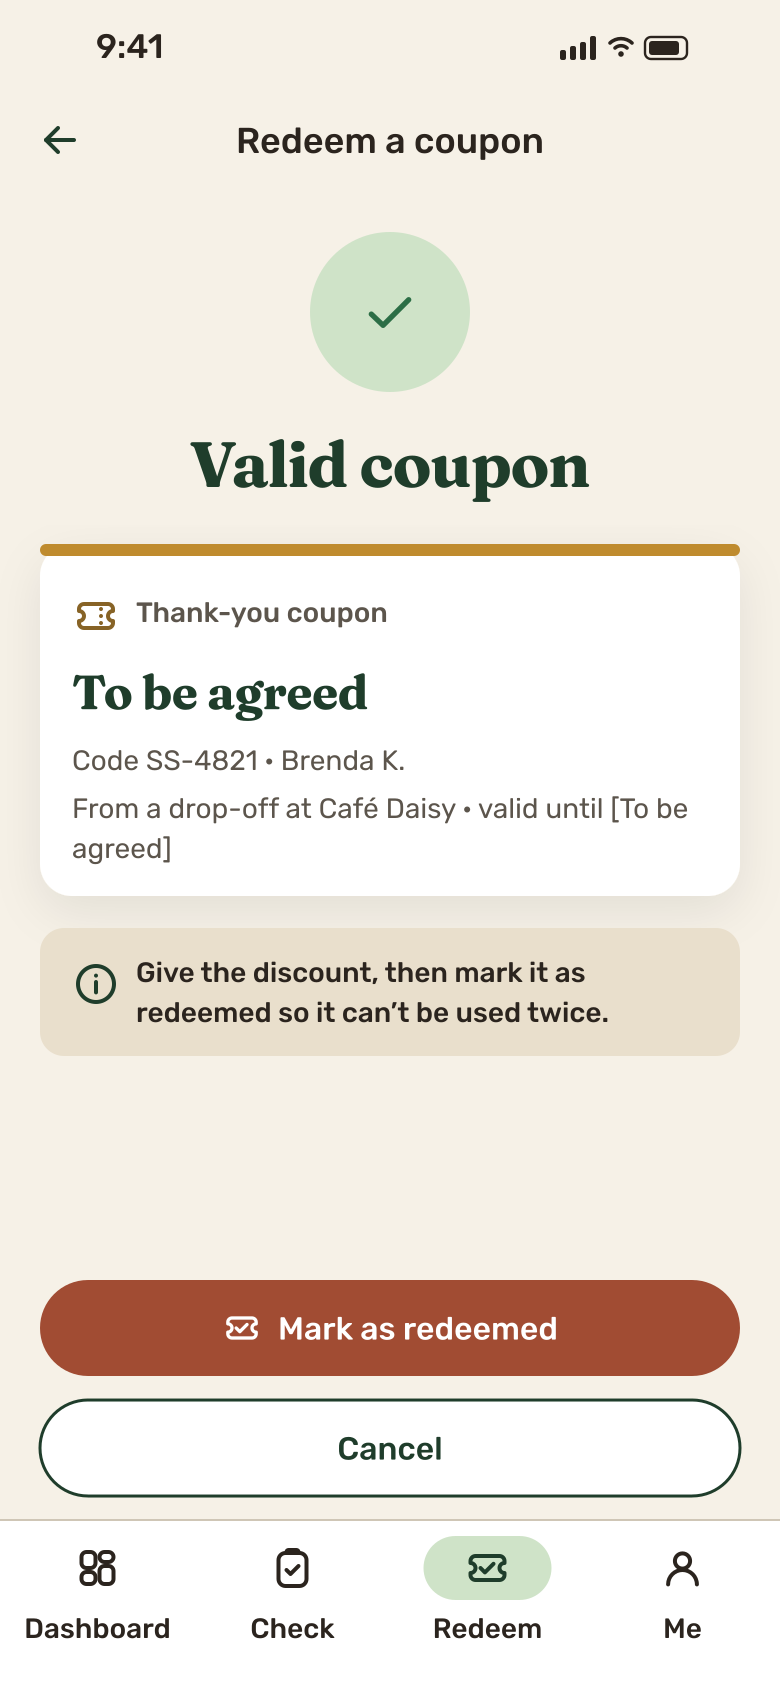 9:41
Redeem a coupon
Valid coupon
Thank-you coupon
To be agreed
Code SS-4821 • Brenda K.
From a drop-off at Café Daisy • valid until [To be
agreed]
Give the discount, then mark it as
redeemed so it can’t be used twice.
Mark as redeemed
Cancel
Dashboard
Check
Redeem
Me